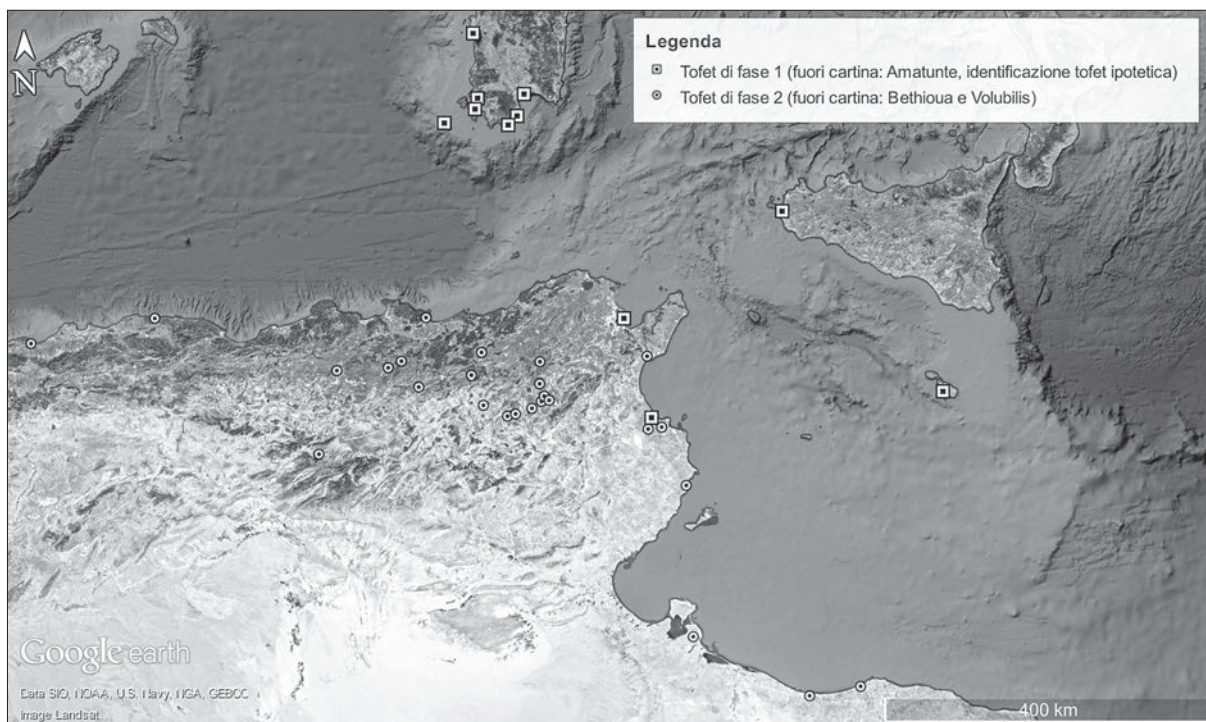 N
Legenda
Tofet di fase 1 (fuori cartina: Amatunte, identificazione tofet ipotetica)
Tofet di fase 2 (fuori cartina: Bethioua e Volubilis)
Google earth
Data SIO, NOAA, U.S. Navy, NGA, GEBCO
Image Landsat
400 km